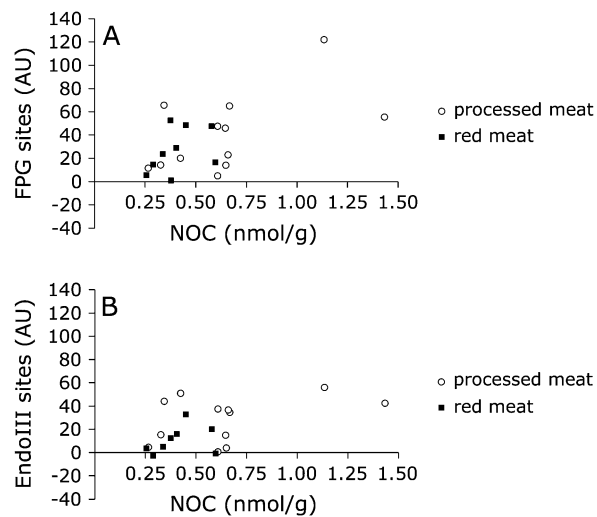 A
FPG sites (AU)
140
120
100
80
60
40
20
0
-20
-40
0.25 0.50 0.75 1.00 1.25 1.50
NOC (nmol/g)
processed meat
red meat
B
EndoIII sites (AU)
140
120
100
80
60
40
20
0
-20
-40
0.25 0.50 0.75 1.00 1.25 1.50
NOC (nmol/g)
processed meat
red meat